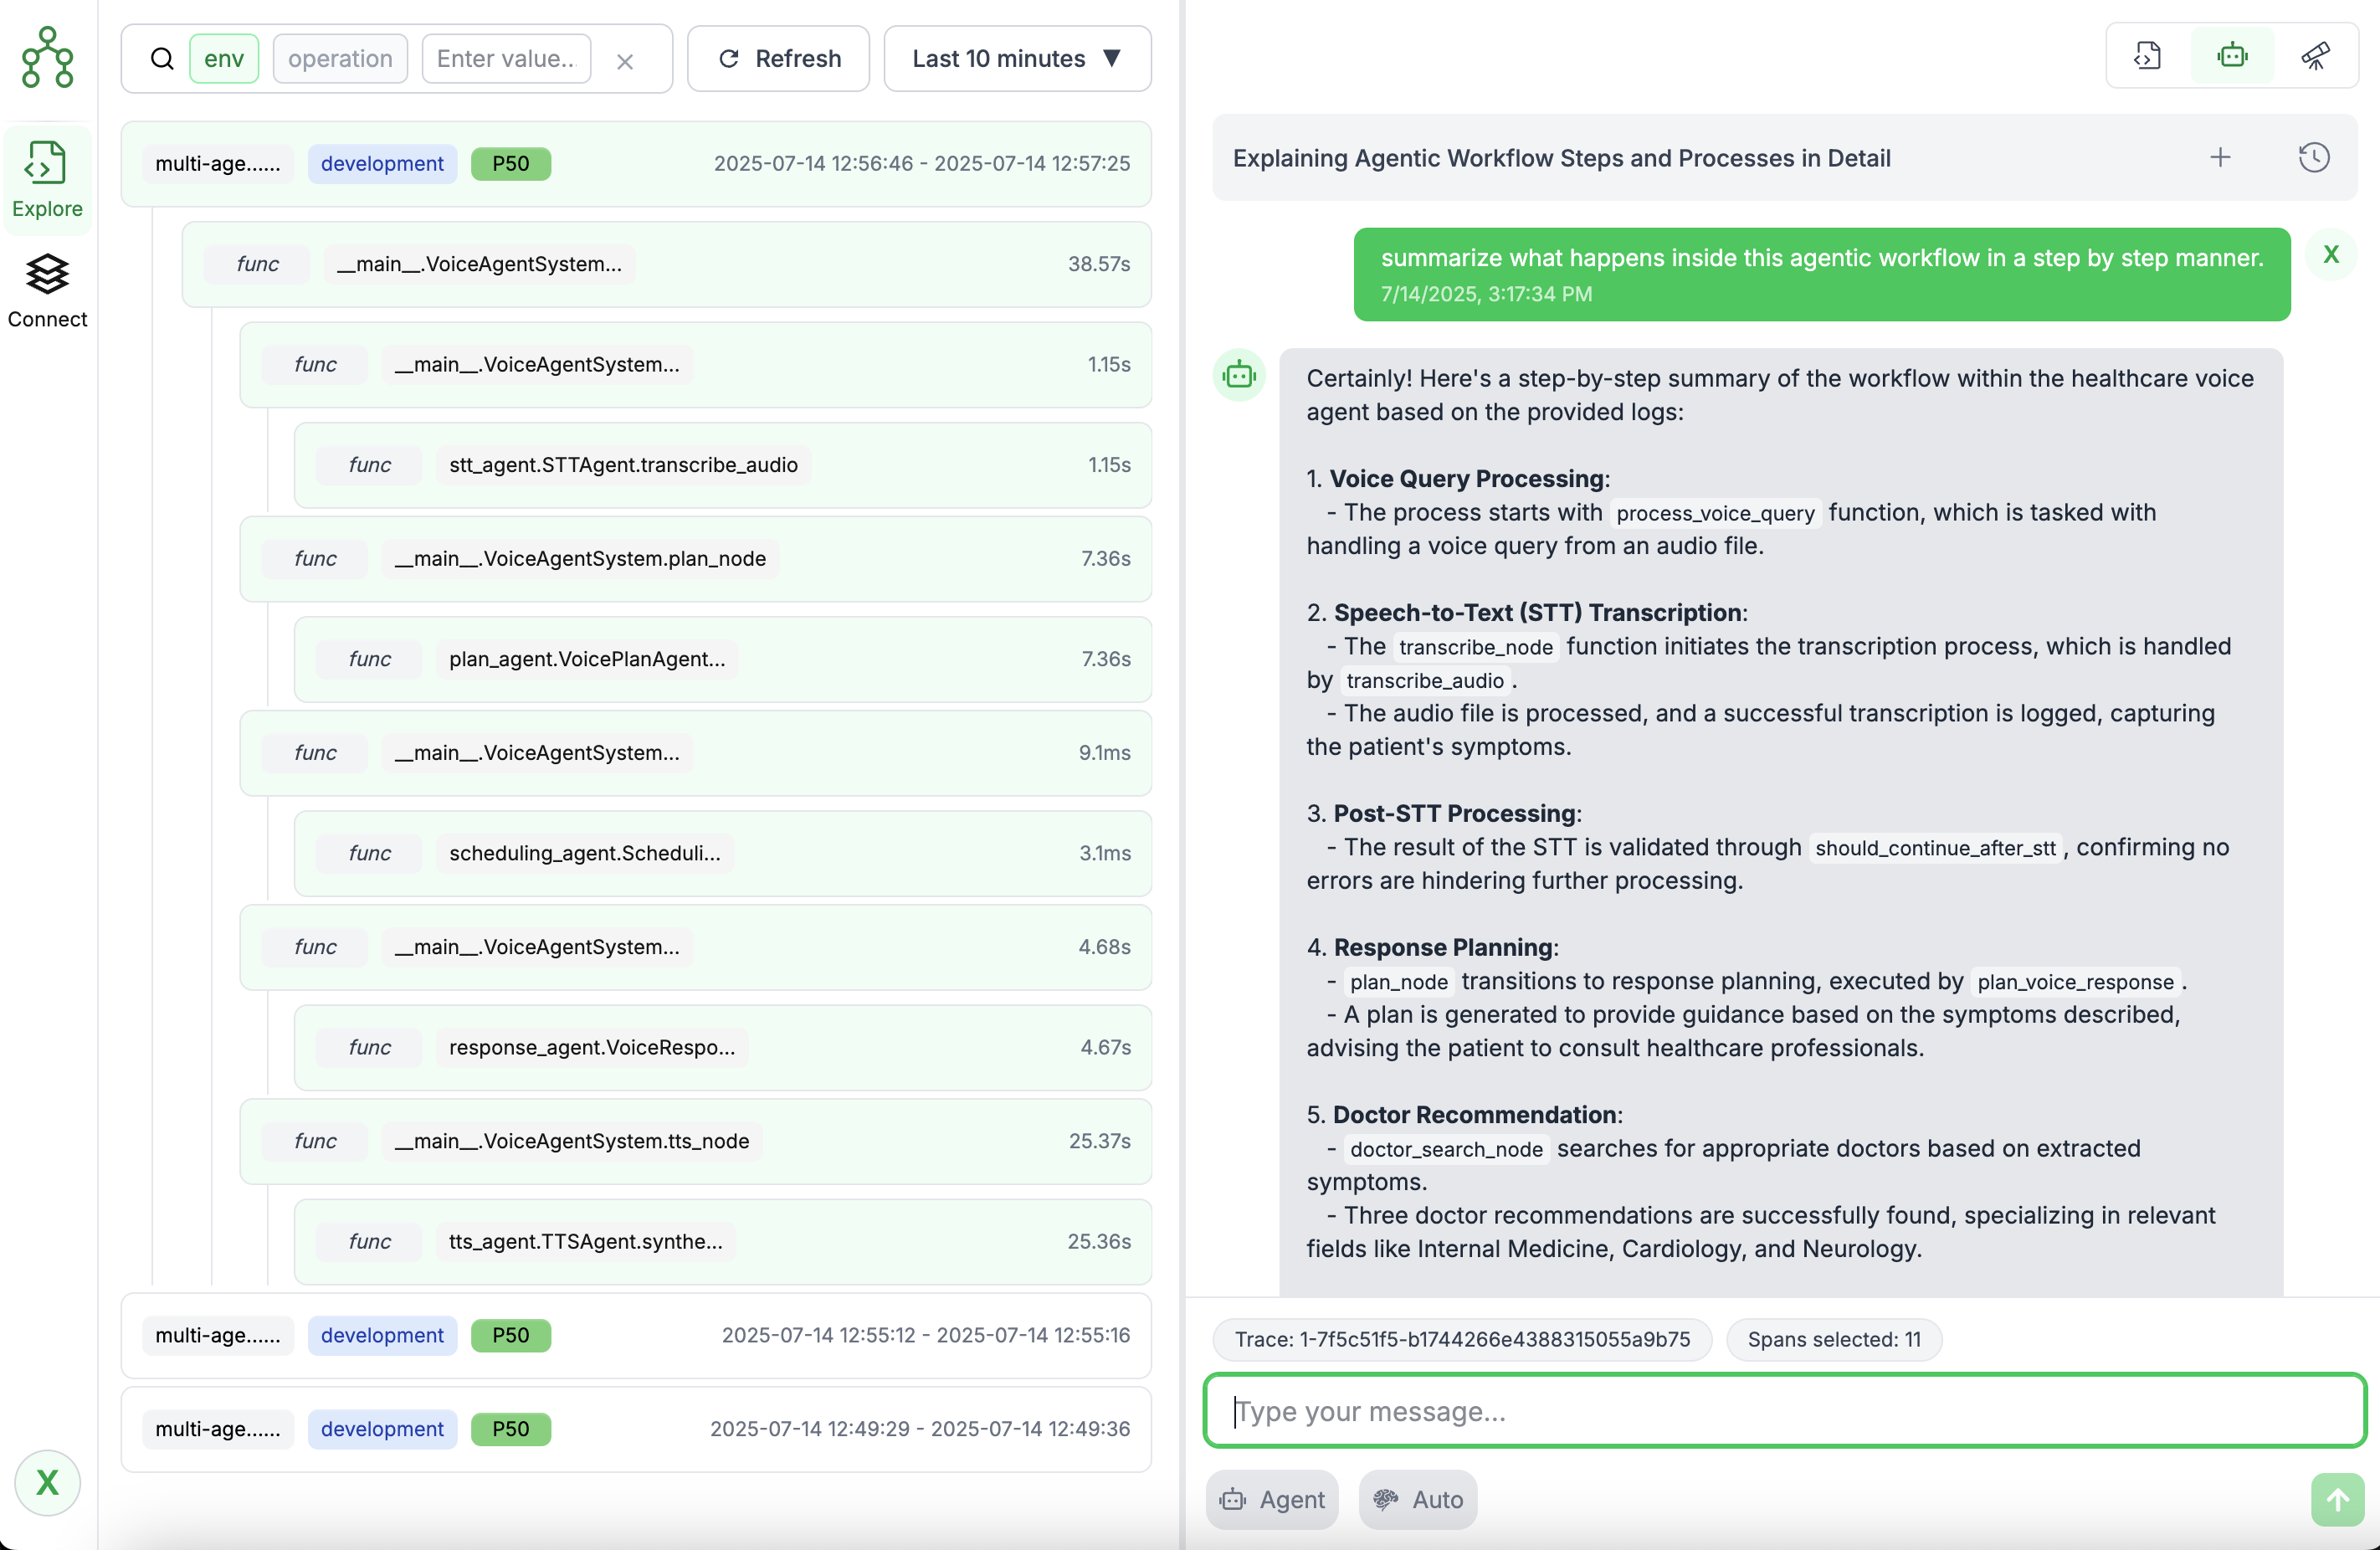 env operation Enter value... × Refresh Last 10 minutes ▼
Explore
Connect
X
multi-age...... development P50 2025-07-14 12:56:46 - 2025-07-14 12:57:25
func __main__.VoiceAgentSystem... 38.57s
func __main__.VoiceAgentSystem... 1.15s
func stt_agent.STTAgent.transcribe_audio 1.15s
func __main__.VoiceAgentSystem.plan_node 7.36s
func plan_agent.VoicePlanAgent... 7.36s
func __main__.VoiceAgentSystem... 9.1ms
func scheduling_agent.Scheduli... 3.1ms
func __main__.VoiceAgentSystem... 4.68s
func response_agent.VoiceRespo... 4.67s
func __main__.VoiceAgentSystem.tts_node 25.37s
func tts_agent.TTSAgent.synthe... 25.36s
multi-age...... development P50 2025-07-14 12:55:12 - 2025-07-14 12:55:16
multi-age...... development P50 2025-07-14 12:49:29 - 2025-07-14 12:49:36
Explaining Agentic Workflow Steps and Processes in Detail
summarize what happens inside this agentic workflow in a step by step manner.
7/14/2025, 3:17:34 PM
X
Certainly! Here's a step-by-step summary of the workflow within the healthcare voice
agent based on the provided logs:
1. Voice Query Processing:
- The process starts with process_voice_query function, which is tasked with
handling a voice query from an audio file.
2. Speech-to-Text (STT) Transcription:
- The transcribe_node function initiates the transcription process, which is handled
by transcribe_audio .
- The audio file is processed, and a successful transcription is logged, capturing
the patient's symptoms.
3. Post-STT Processing:
- The result of the STT is validated through should_continue_after_stt , confirming no
errors are hindering further processing.
4. Response Planning:
- plan_node transitions to response planning, executed by plan_voice_response .
- A plan is generated to provide guidance based on the symptoms described,
advising the patient to consult healthcare professionals.
5. Doctor Recommendation:
- doctor_search_node searches for appropriate doctors based on extracted
symptoms.
- Three doctor recommendations are successfully found, specializing in relevant
fields like Internal Medicine, Cardiology, and Neurology.
Trace: 1-7f5c51f5-b1744266e4388315055a9b75 Spans selected: 11
Type your message...
Agent Auto